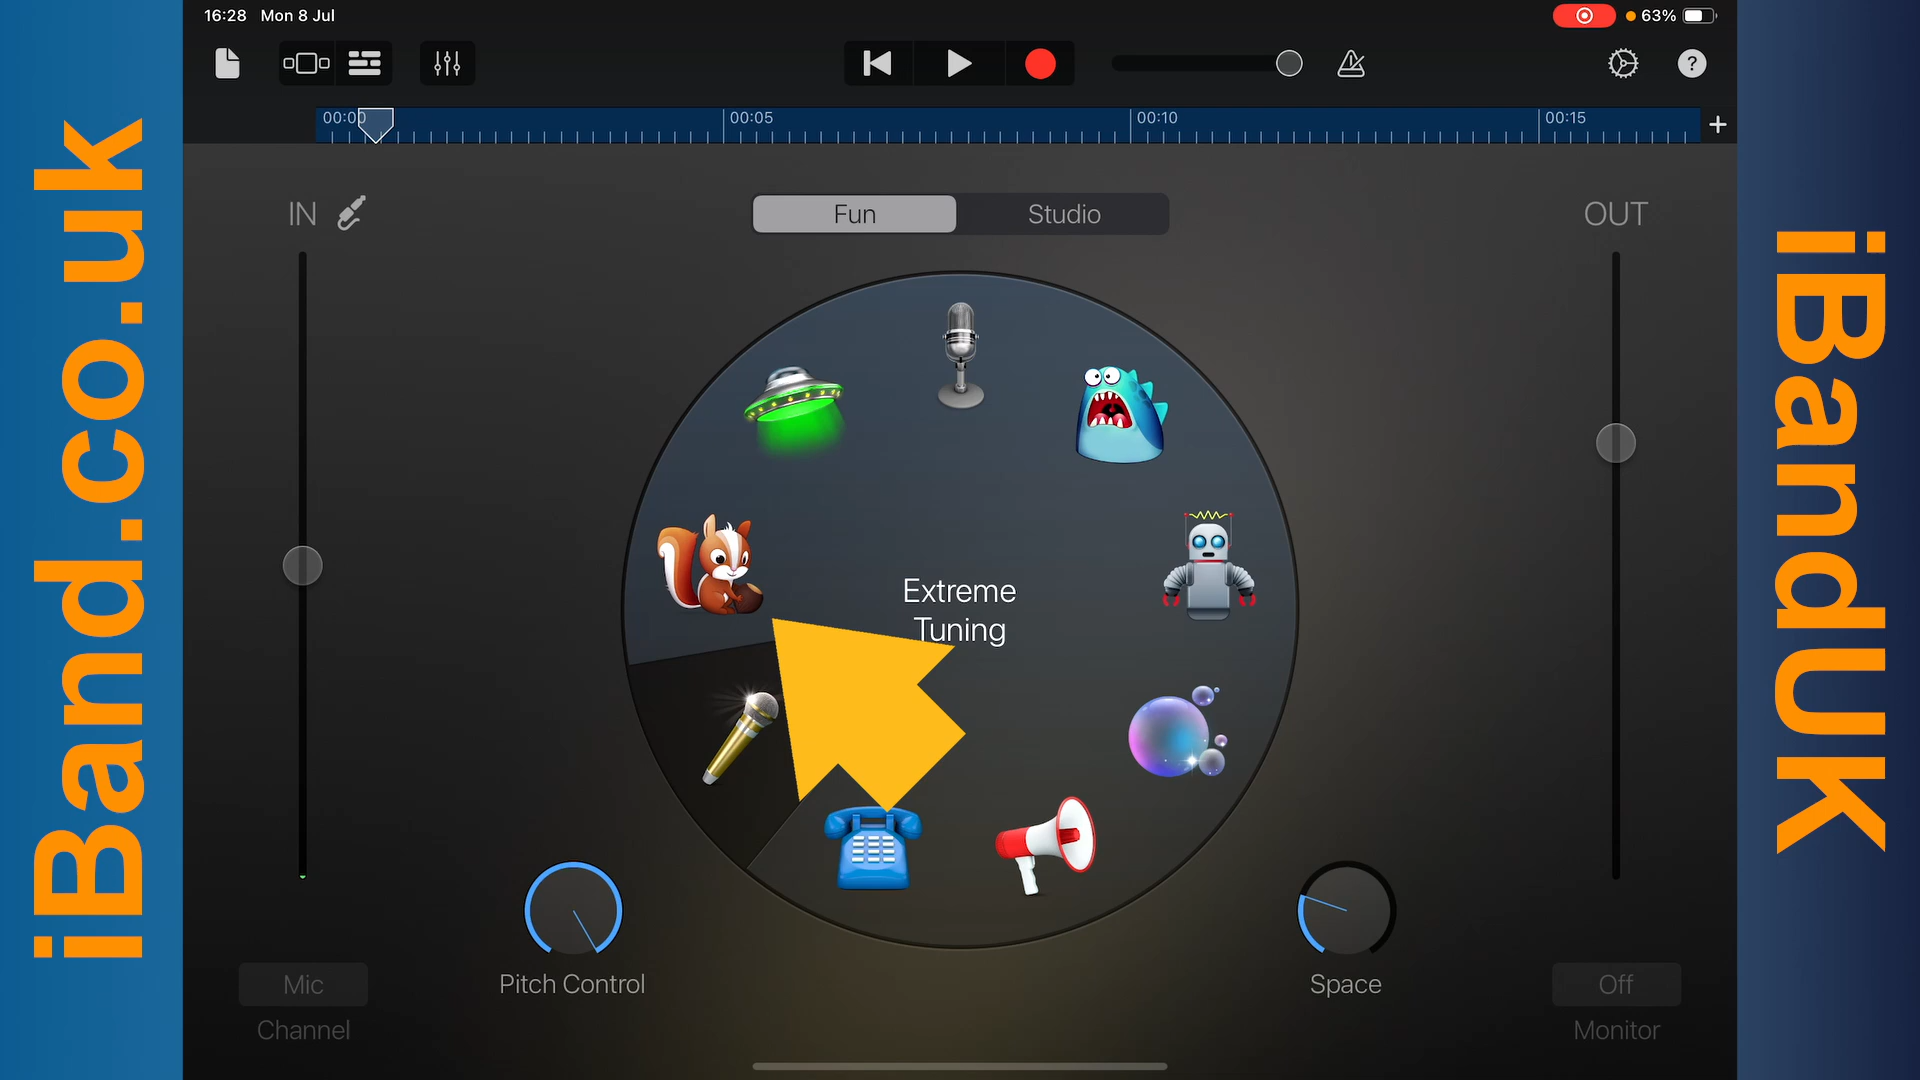 iBand.co.uk
16:28 Mon 8 Jul
63%
?
00:00
00:05
00:10
00:15
+
IN
Fun
Studio
OUT
Extreme
Tuning
Pitch Control
Space
Mic
Channel
Off
Monitor
iBandUK